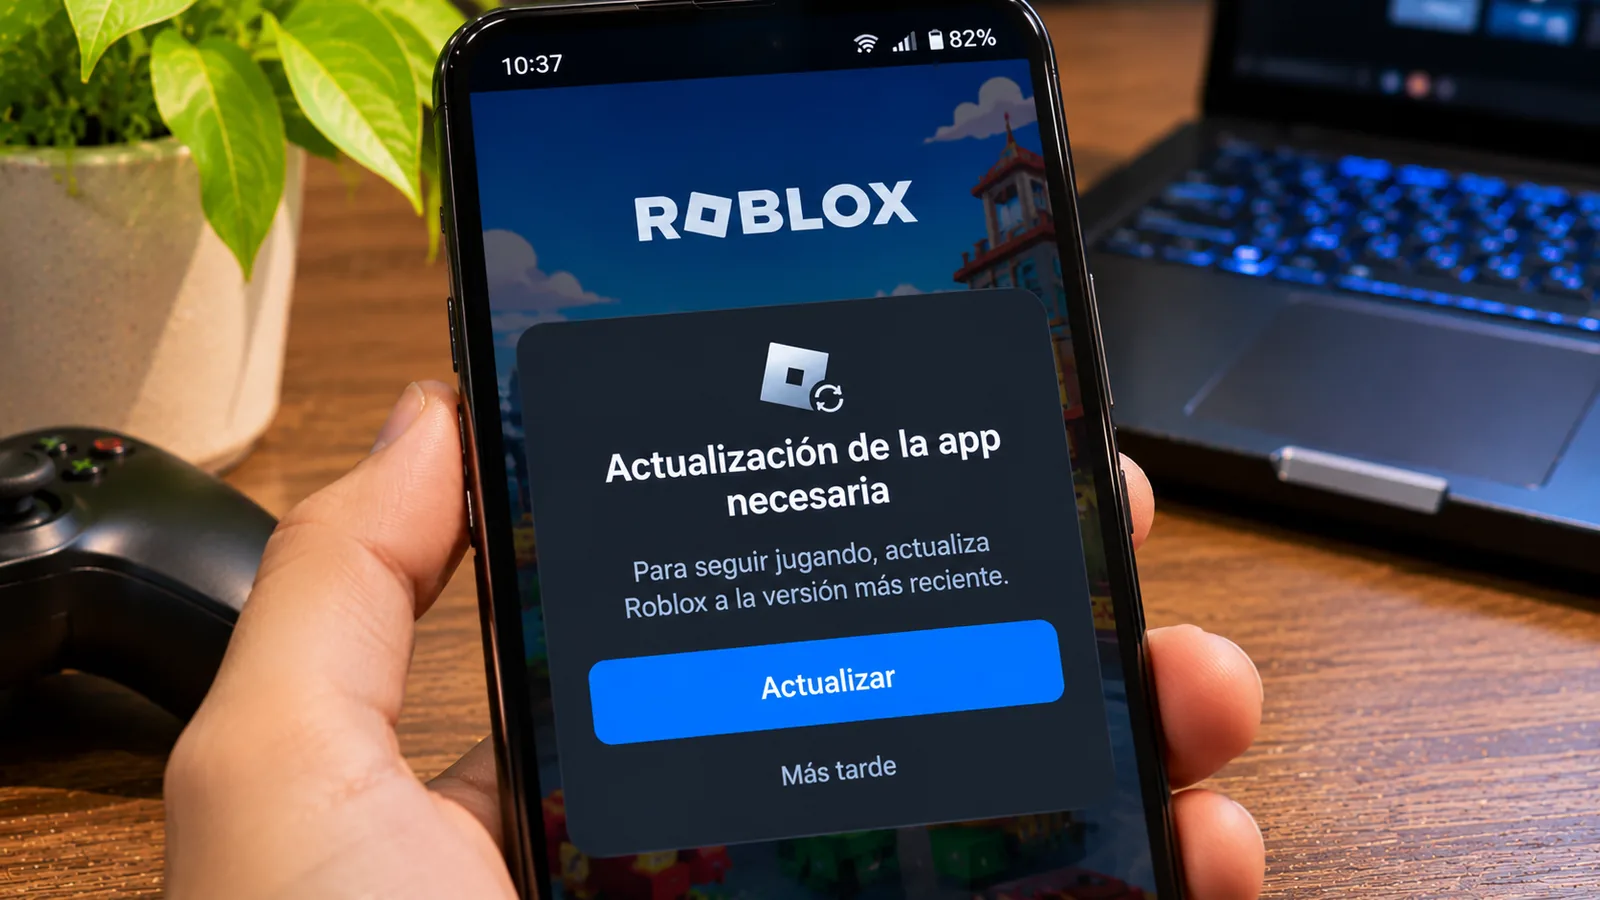 10:37
82%
ROBLOX
Actualización de la app
necesaria
Para seguir jugando, actualiza
Roblox a la versión más reciente.
Actualizar
Más tarde